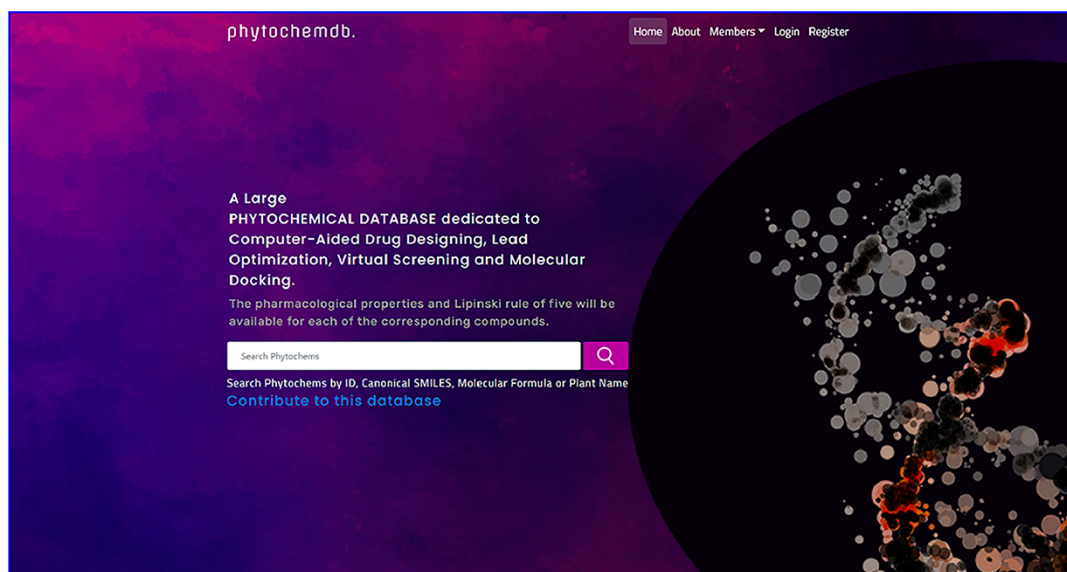 phytochemdb.
Home About Members Login Register
A Large
PHYTOCHEMICAL DATABASE dedicated to
Computer-Aided Drug Designing, Lead
Optimization, Virtual Screening and Molecular
Docking.
The pharmacological properties and Lipinski rule of five will be
available for each of the corresponding compounds.
Search Phytochems
Search Phytochems by ID, Canonical SMILES, Molecular Formula or Plant Name
Contribute to this database